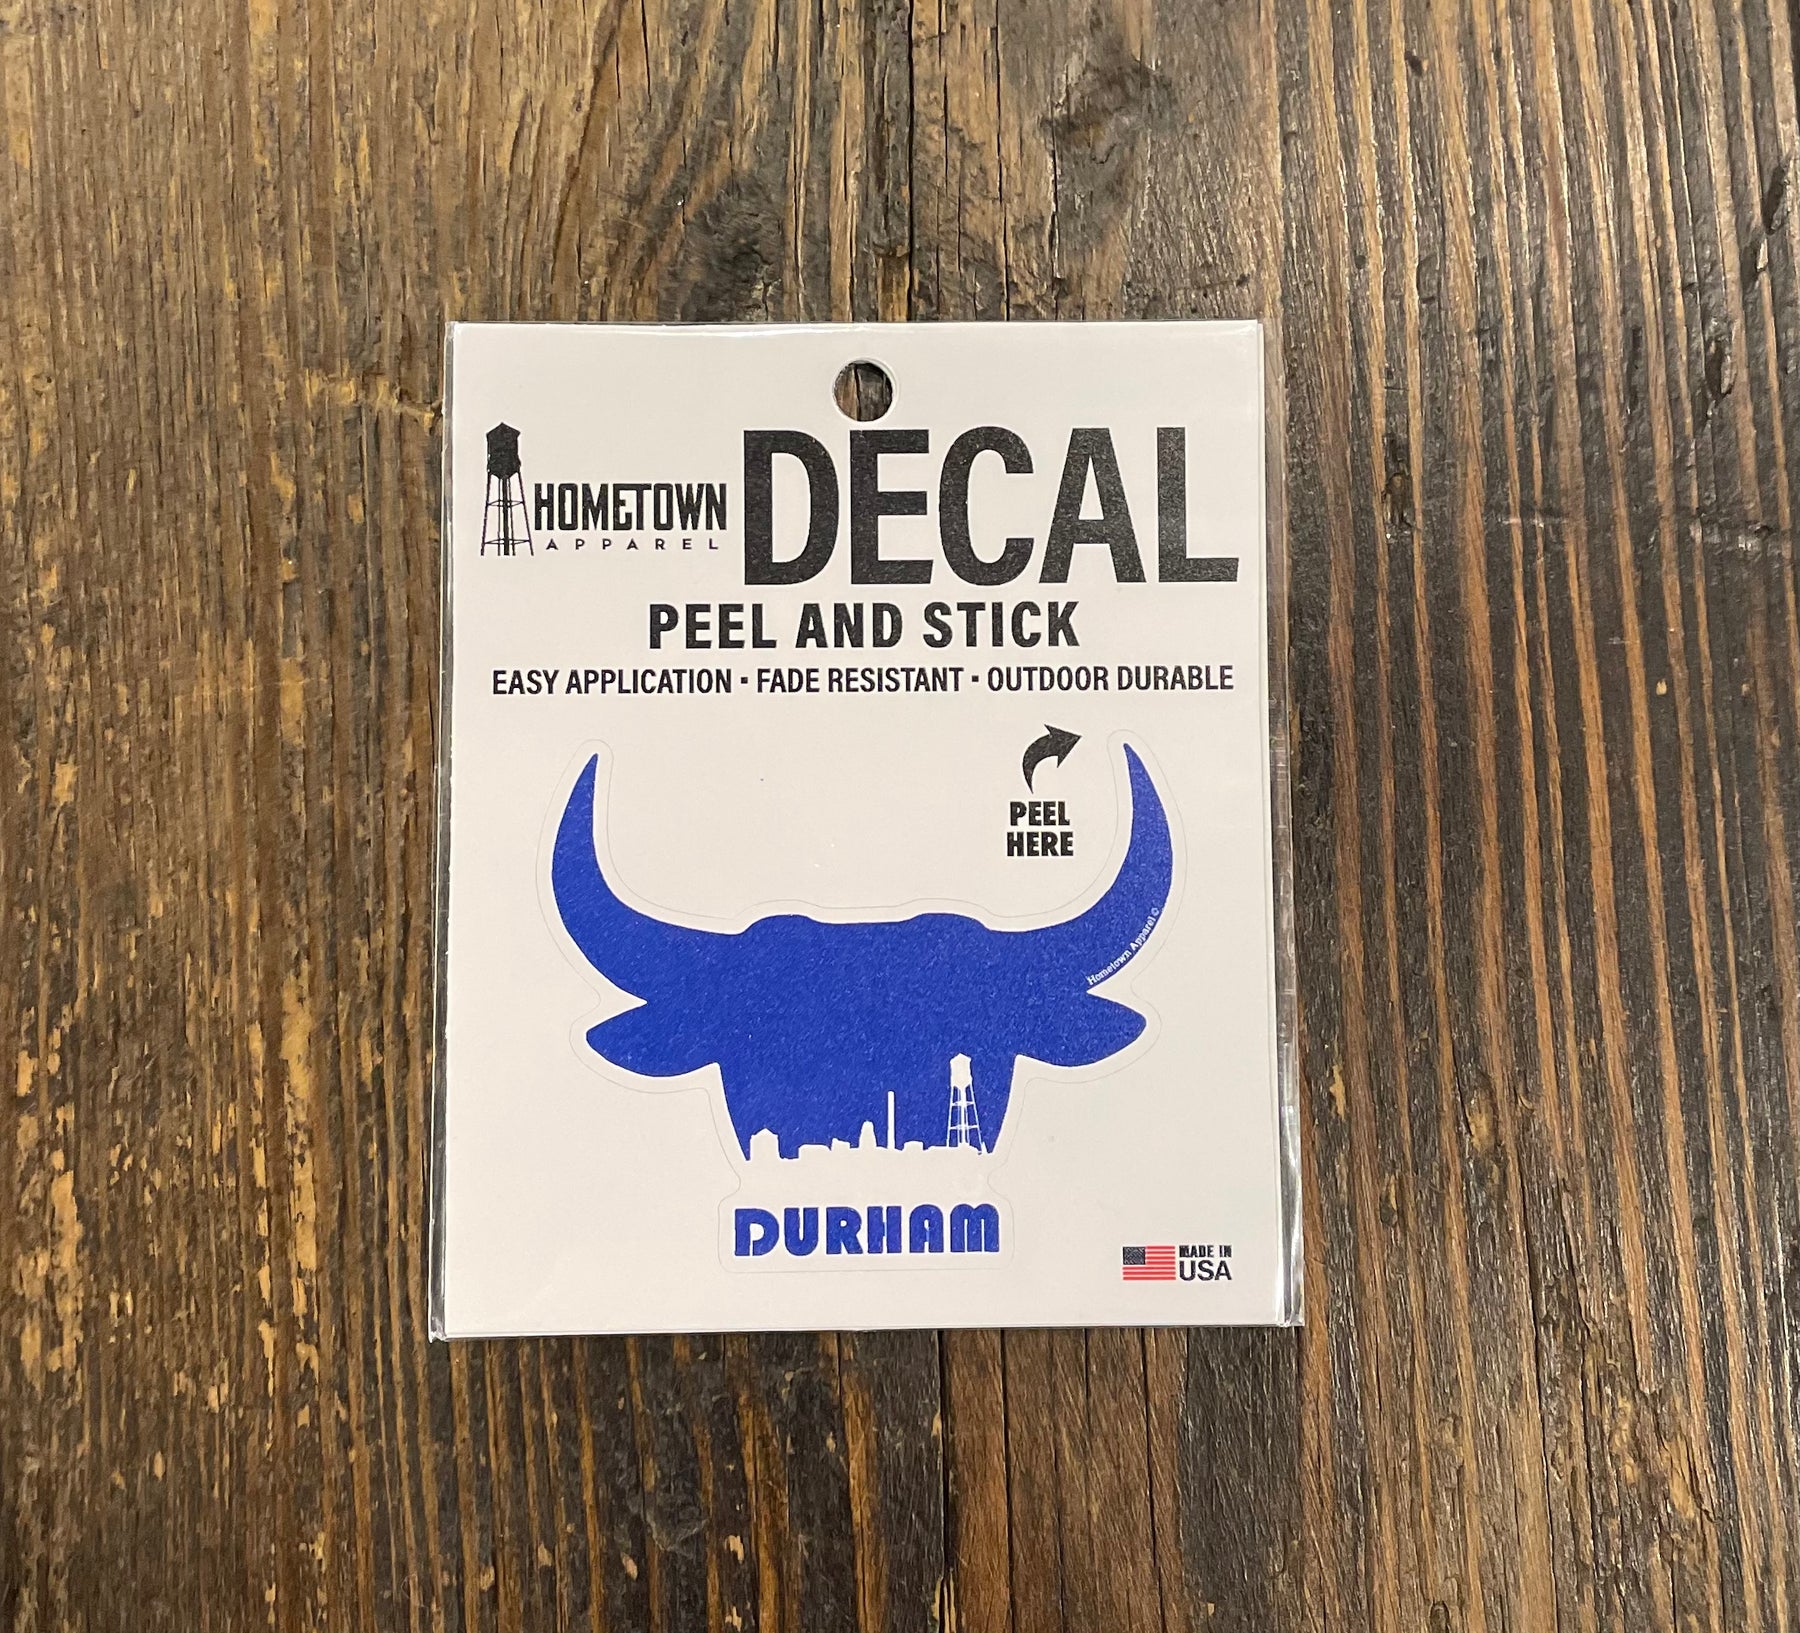 HOMETOWN
APPAREL
DECAL
PEEL AND STICK
EASY APPLICATION · FADE RESISTANT · OUTDOOR DURABLE
PEEL
HERE
Hometown Apparel ©
DURHAM
MADE IN
USA